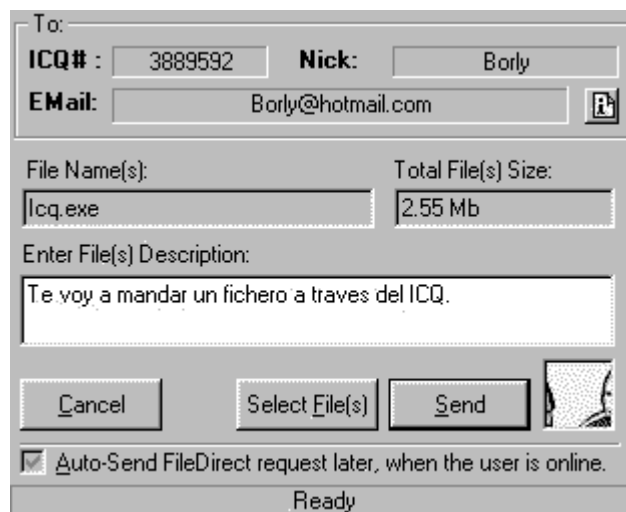 To:
ICQ# : 3889592 Nick: Borly
EMail: Borly@hotmail.com
File Name(s): Total File(s) Size:
Icq.exe 2.55 Mb
Enter File(s) Description:
Te voy a mandar un fichero a traves del ICQ.
Cancel Select File(s) Send
Auto-Send FileDirect request later, when the user is online.
Ready